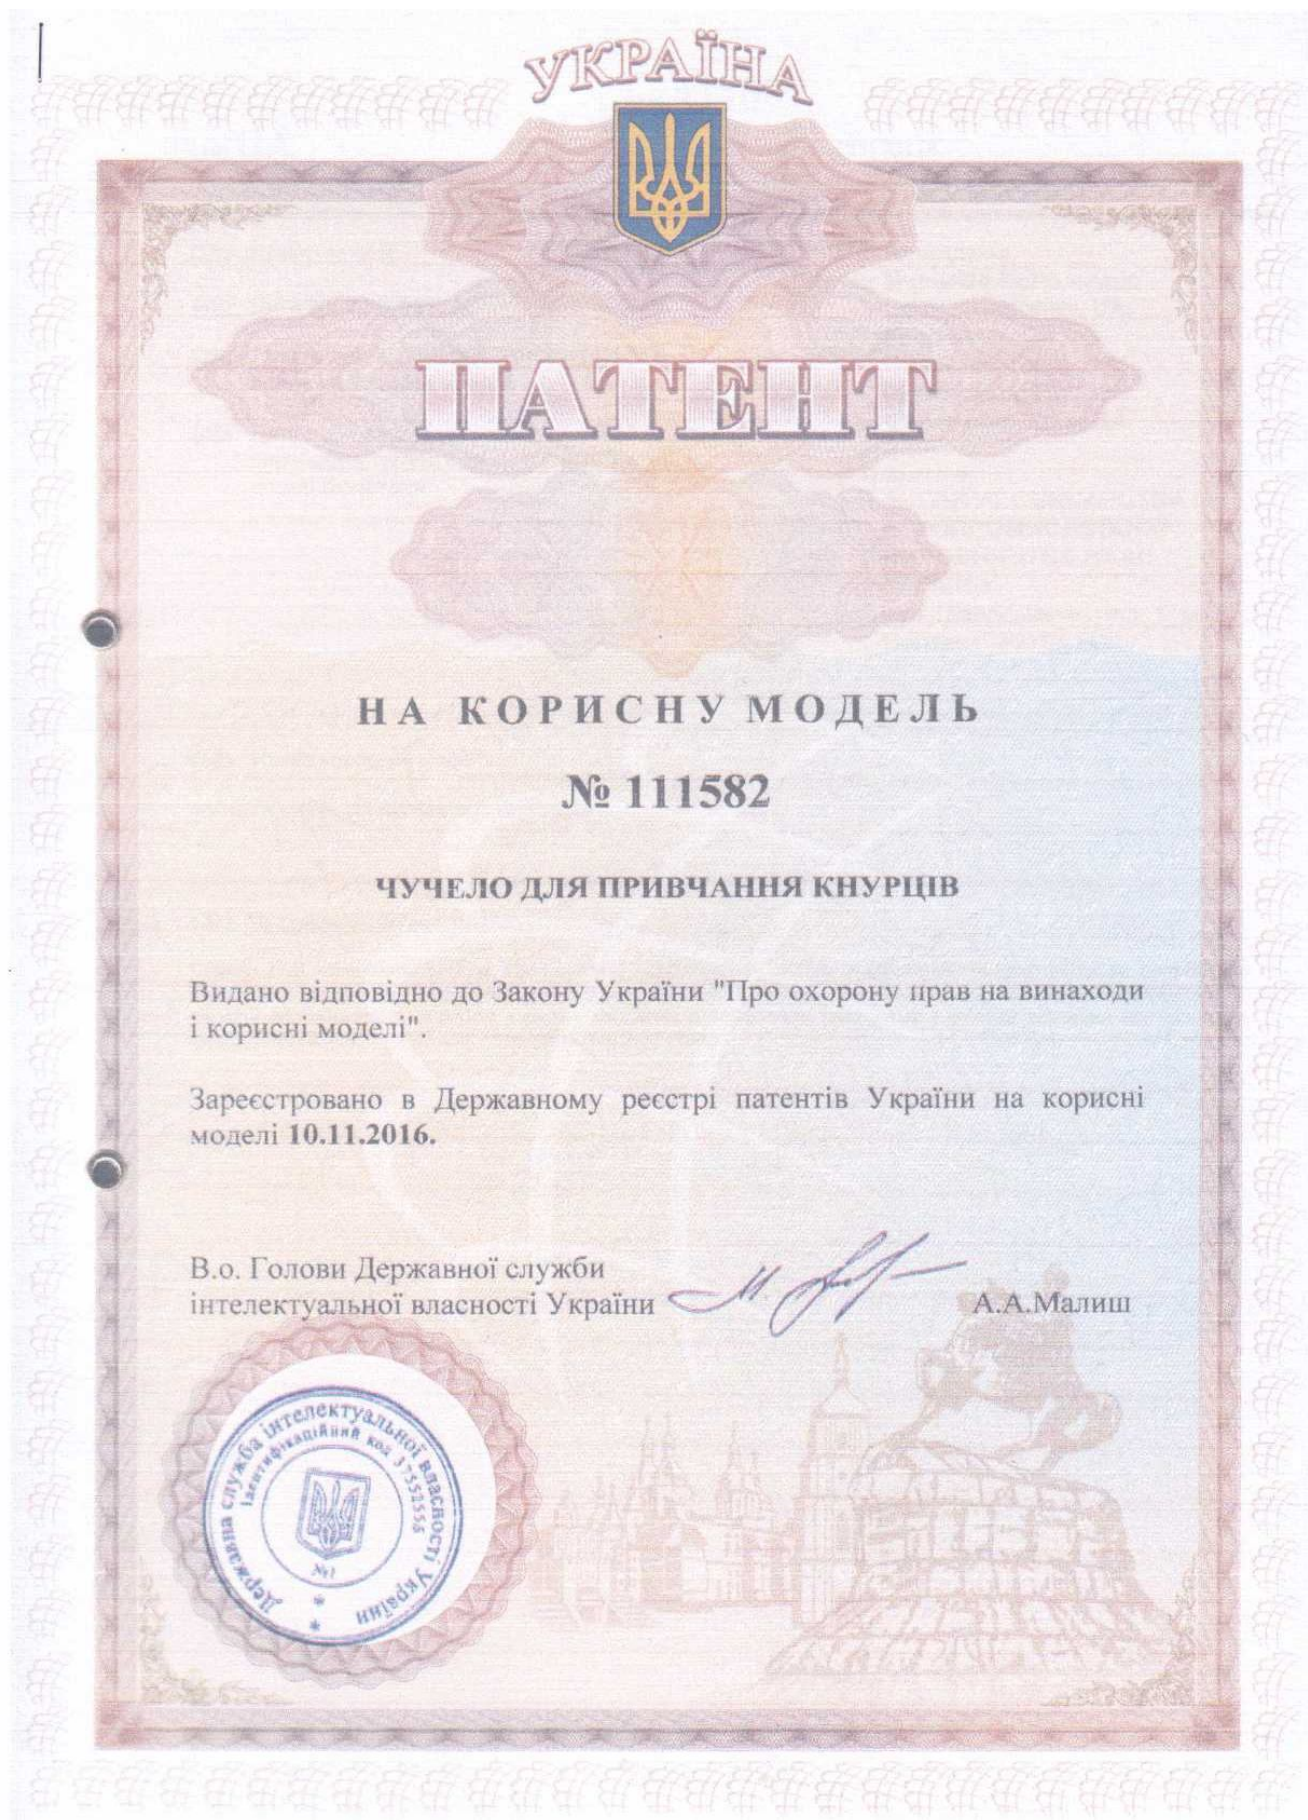 УКРАЇНА
ПАТЕНТ
НА КОРИСНУ МОДЕЛЬ
№ 111582
ЧУЧЕЛО ДЛЯ ПРИВЧАННЯ КНУРЦІВ
Видано відповідно до Закону України "Про охорону прав на винаходи
і корисні моделі".
Зареєстровано в Державному реєстрі патентів України на корисні
моделі 10.11.2016.
В.о. Голови Державної служби
інтелектуальної власності України
А.А.Малиш
Державна служба інтелектуальної власності України
Ідентифікаційний код 37552556
№1